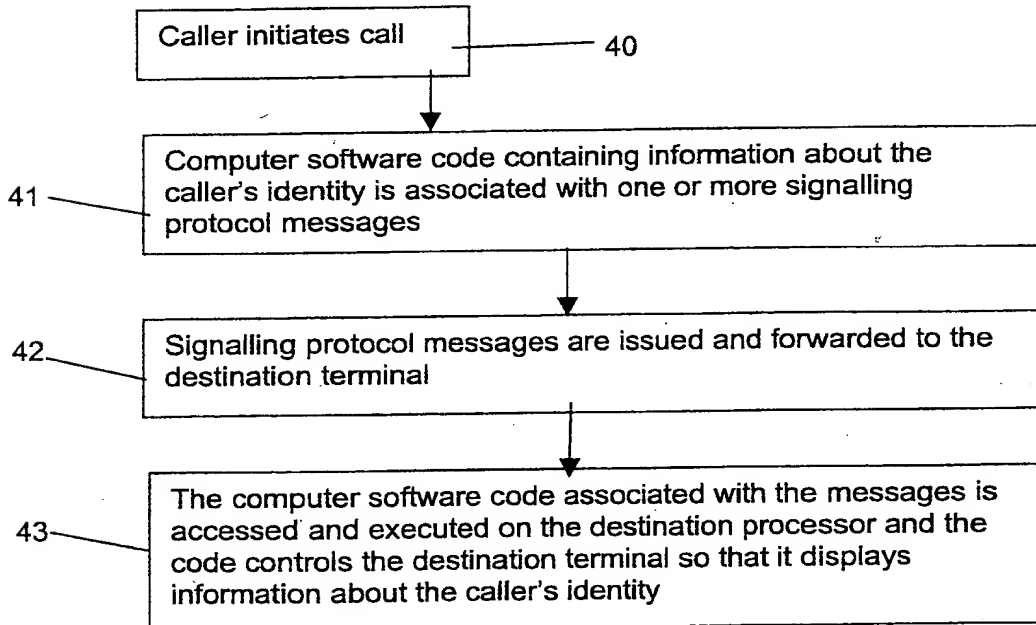 Caller initiates call
40
Computer software code containing information about the
caller's identity is associated with one or more signalling
protocol messages
41
Signalling protocol messages are issued and forwarded to the
destination terminal
42
The computer software code associated with the messages is
accessed and executed on the destination processor and the
code controls the destination terminal so that it displays
information about the caller's identity
43